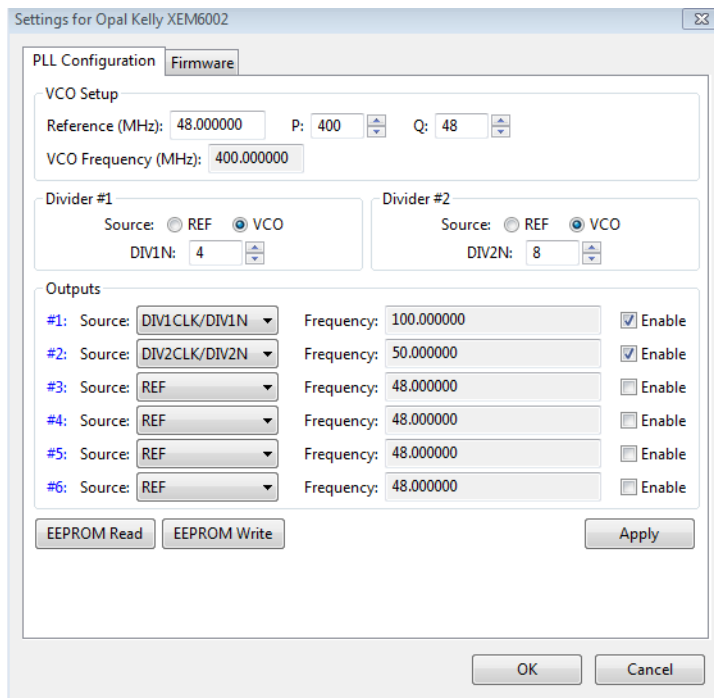 Settings for Opal Kelly XEM6002
PLL Configuration Firmware
VCO Setup
Reference (MHz): 48.000000 P: 400 Q: 48
VCO Frequency (MHz): 400.000000
Divider #1 Divider #2
Source: REF VCO Source: REF VCO
DIV1N: 4 DIV2N: 8
Outputs
#1: Source: DIV1CLK/DIV1N Frequency: 100.000000 Enable
#2: Source: DIV2CLK/DIV2N Frequency: 50.000000 Enable
#3: Source: REF Frequency: 48.000000 Enable
#4: Source: REF Frequency: 48.000000 Enable
#5: Source: REF Frequency: 48.000000 Enable
#6: Source: REF Frequency: 48.000000 Enable
EEPROM Read EEPROM Write Apply
OK Cancel